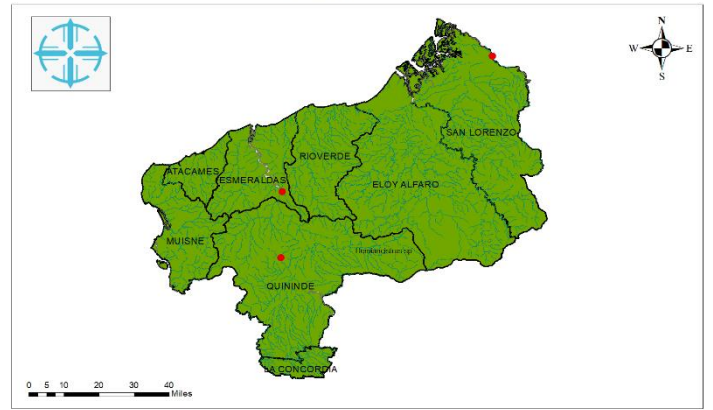 N
W E
S
SAN LORENZO
RIOVERDE
ATACAMES
ESMERALDAS
ELOY ALFARO
MUISNE
QUININDE
LA CONCORDIA
0 5 10 20 30 40
Miles